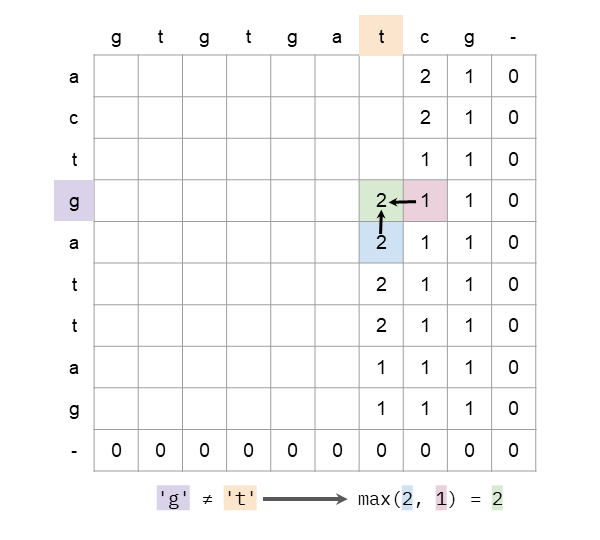 g t g t g a t c g -
a 2 1 0
c 2 1 0
t 1 1 0
g 2 1 1 0
a 2 1 1 0
t 2 1 1 0
t 2 1 1 0
a 1 1 1 0
g 1 1 1 0
- 0 0 0 0 0 0 0 0 0 0
'g' ≠ 't' max(2, 1) = 2